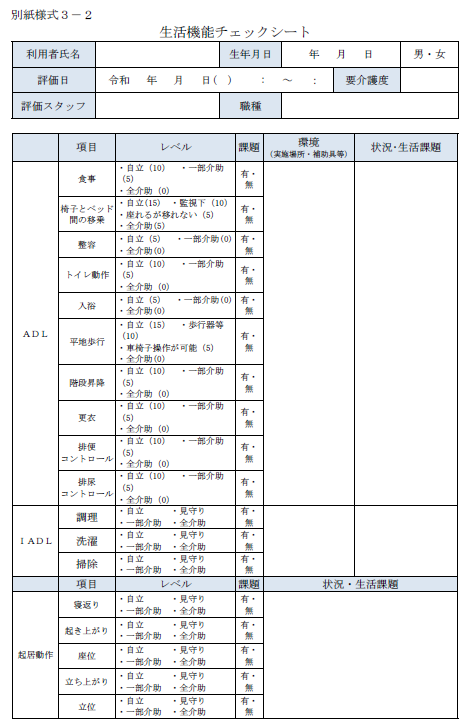 別紙様式3-2
生活機能チェックシート
利用者氏名 生年月日 年 月 日 男・女
評価日 令和 年 月 日( ) : ～ : 要介護度
評価スタッフ 職種
項目 レベル 課題 環境 状況・生活課題
(実施場所・補助具等)
ADL
食事
・自立(10) ・一部介助
(5)
・全介助(0)
有・
無
椅子とベッド
間の移乗
・自立(15) ・監視下(10)
・座れるが移れない(5)
・全介助(5)
有・
無
整容
・自立(5) ・一部介助(0)
・全介助(0)
有・
無
トイレ動作
・自立(10) ・一部介助
(5)
・全介助(0)
有・
無
入浴
・自立(5) ・一部介助(0)
・全介助(0)
有・
無
平地歩行
・自立(15) ・歩行器等
(10)
・車椅子操作が可能(5)
・全介助(0)
有・
無
階段昇降
・自立(10) ・一部介助
(5)
・全介助(0)
有・
無
更衣
・自立(10) ・一部介助
(5)
・全介助(0)
有・
無
排便
コントロール
・自立(10) ・一部介助
(5)
・全介助(0)
有・
無
排尿
コントロール
・自立(10) ・一部介助
(5)
・全介助(0)
有・
無
IADL
調理
・自立 ・見守り
・一部介助 ・全介助
有・
無
洗濯
・自立 ・見守り
・一部介助 ・全介助
有・
無
掃除
・自立 ・見守り
・一部介助 ・全介助
有・
無
項目 レベル 課題 状況・生活課題
起居動作
寝返り
・自立 ・見守り
・一部介助 ・全介助
有・
無
起き上がり
・自立 ・見守り
・一部介助 ・全介助
有・
無
座位
・自立 ・見守り
・一部介助 ・全介助
有・
無
立ち上がり
・自立 ・見守り
・一部介助 ・全介助
有・
無
立位
・自立 ・見守り
・一部介助 ・全介助
有・
無